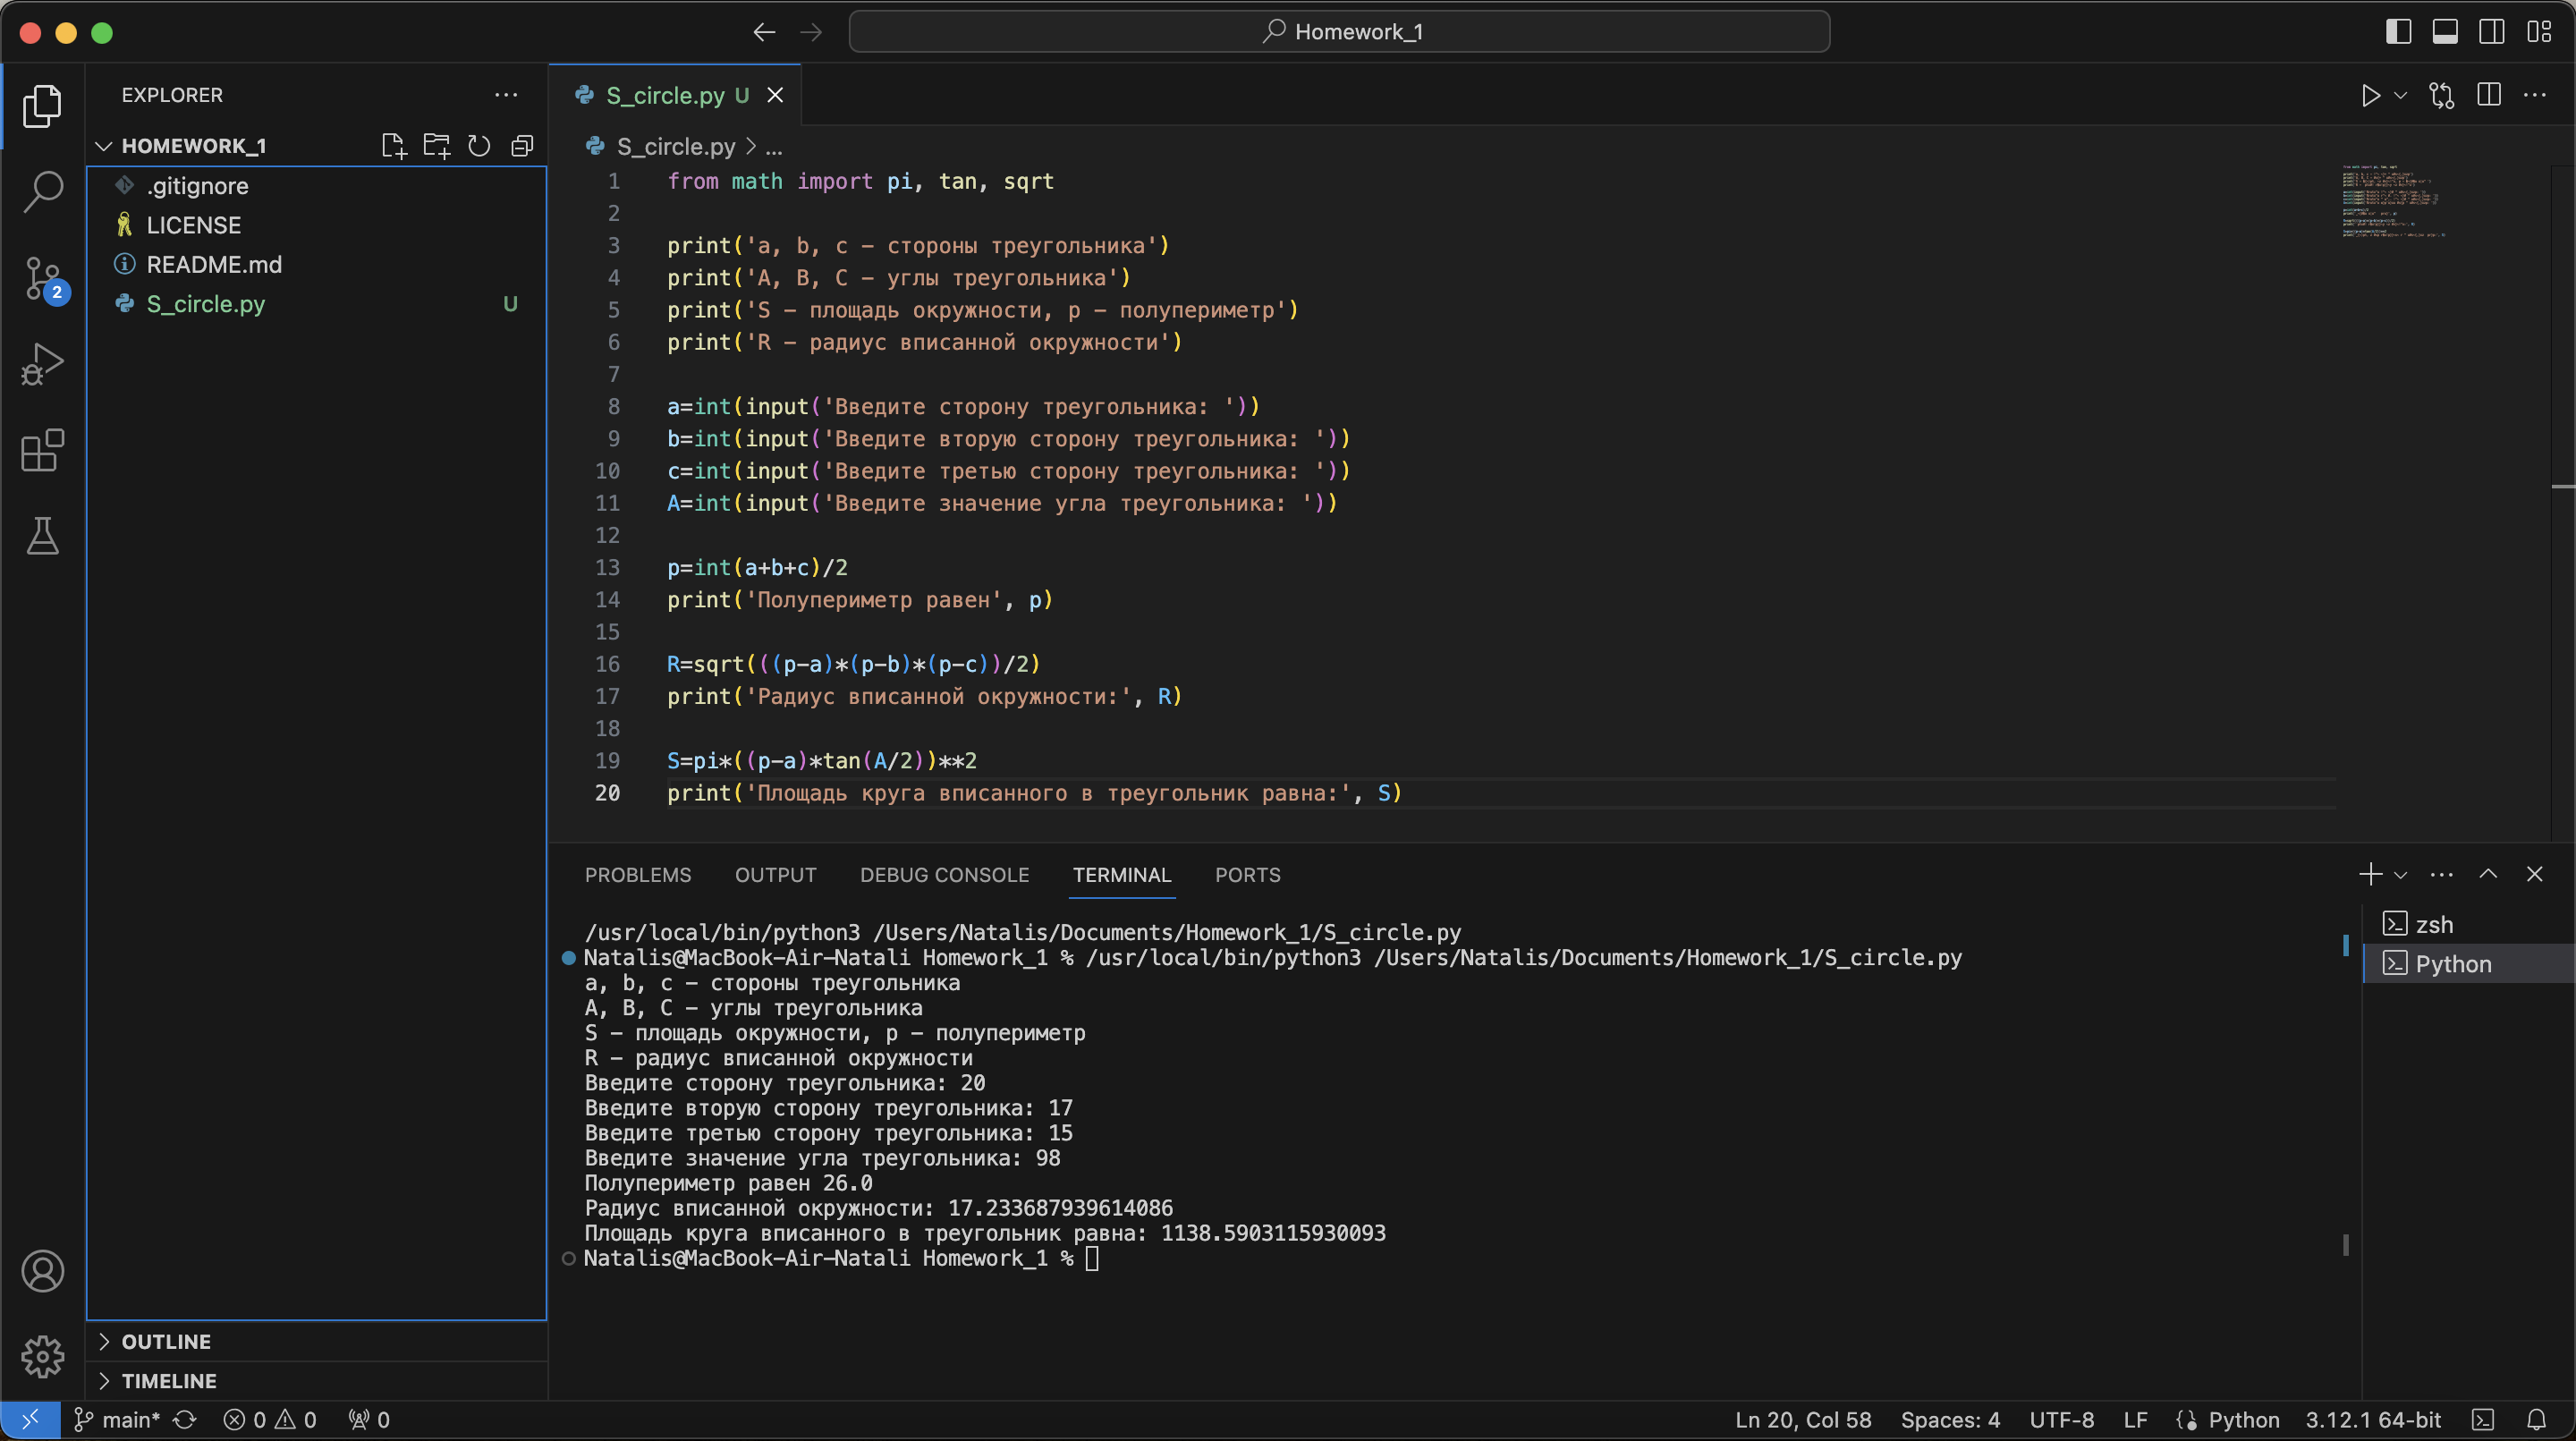 Homework_1
EXPLORER
HOMEWORK_1
.gitignore
LICENSE
README.md
S_circle.py U
2
S_circle.py U
S_circle.py > ...
1 from math import pi, tan, sqrt
2
3 print('a, b, c – стороны треугольника')
4 print('A, B, C – углы треугольника')
5 print('S – площадь окружности, p – полупериметр')
6 print('R – радиус вписанной окружности')
7
8 a=int(input('Введите сторону треугольника: '))
9 b=int(input('Введите вторую сторону треугольника: '))
10 c=int(input('Введите третью сторону треугольника: '))
11 A=int(input('Введите значение угла треугольника: '))
12
13 p=int(a+b+c)/2
14 print('Полупериметр равен', p)
15
16 R=sqrt(((p-a)*(p-b)*(p-c))/2)
17 print('Радиус вписанной окружности:', R)
18
19 S=pi*((p-a)*tan(A/2))**2
20 print('Площадь круга вписанного в треугольник равна:', S)
PROBLEMS OUTPUT DEBUG CONSOLE TERMINAL PORTS
/usr/local/bin/python3 /Users/Natalis/Documents/Homework_1/S_circle.py
Natalis@MacBook-Air-Natali Homework_1 % /usr/local/bin/python3 /Users/Natalis/Documents/Homework_1/S_circle.py
a, b, c – стороны треугольника
A, B, C – углы треугольника
S – площадь окружности, p – полупериметр
R – радиус вписанной окружности
Введите сторону треугольника: 20
Введите вторую сторону треугольника: 17
Введите третью сторону треугольника: 15
Введите значение угла треугольника: 98
Полупериметр равен 26.0
Радиус вписанной окружности: 17.233687939614086
Площадь круга вписанного в треугольник равна: 1138.5903115930093
Natalis@MacBook-Air-Natali Homework_1 %
zsh
Python
OUTLINE
TIMELINE
main* 0 0 0 Ln 20, Col 58 Spaces: 4 UTF-8 LF Python 3.12.1 64-bit